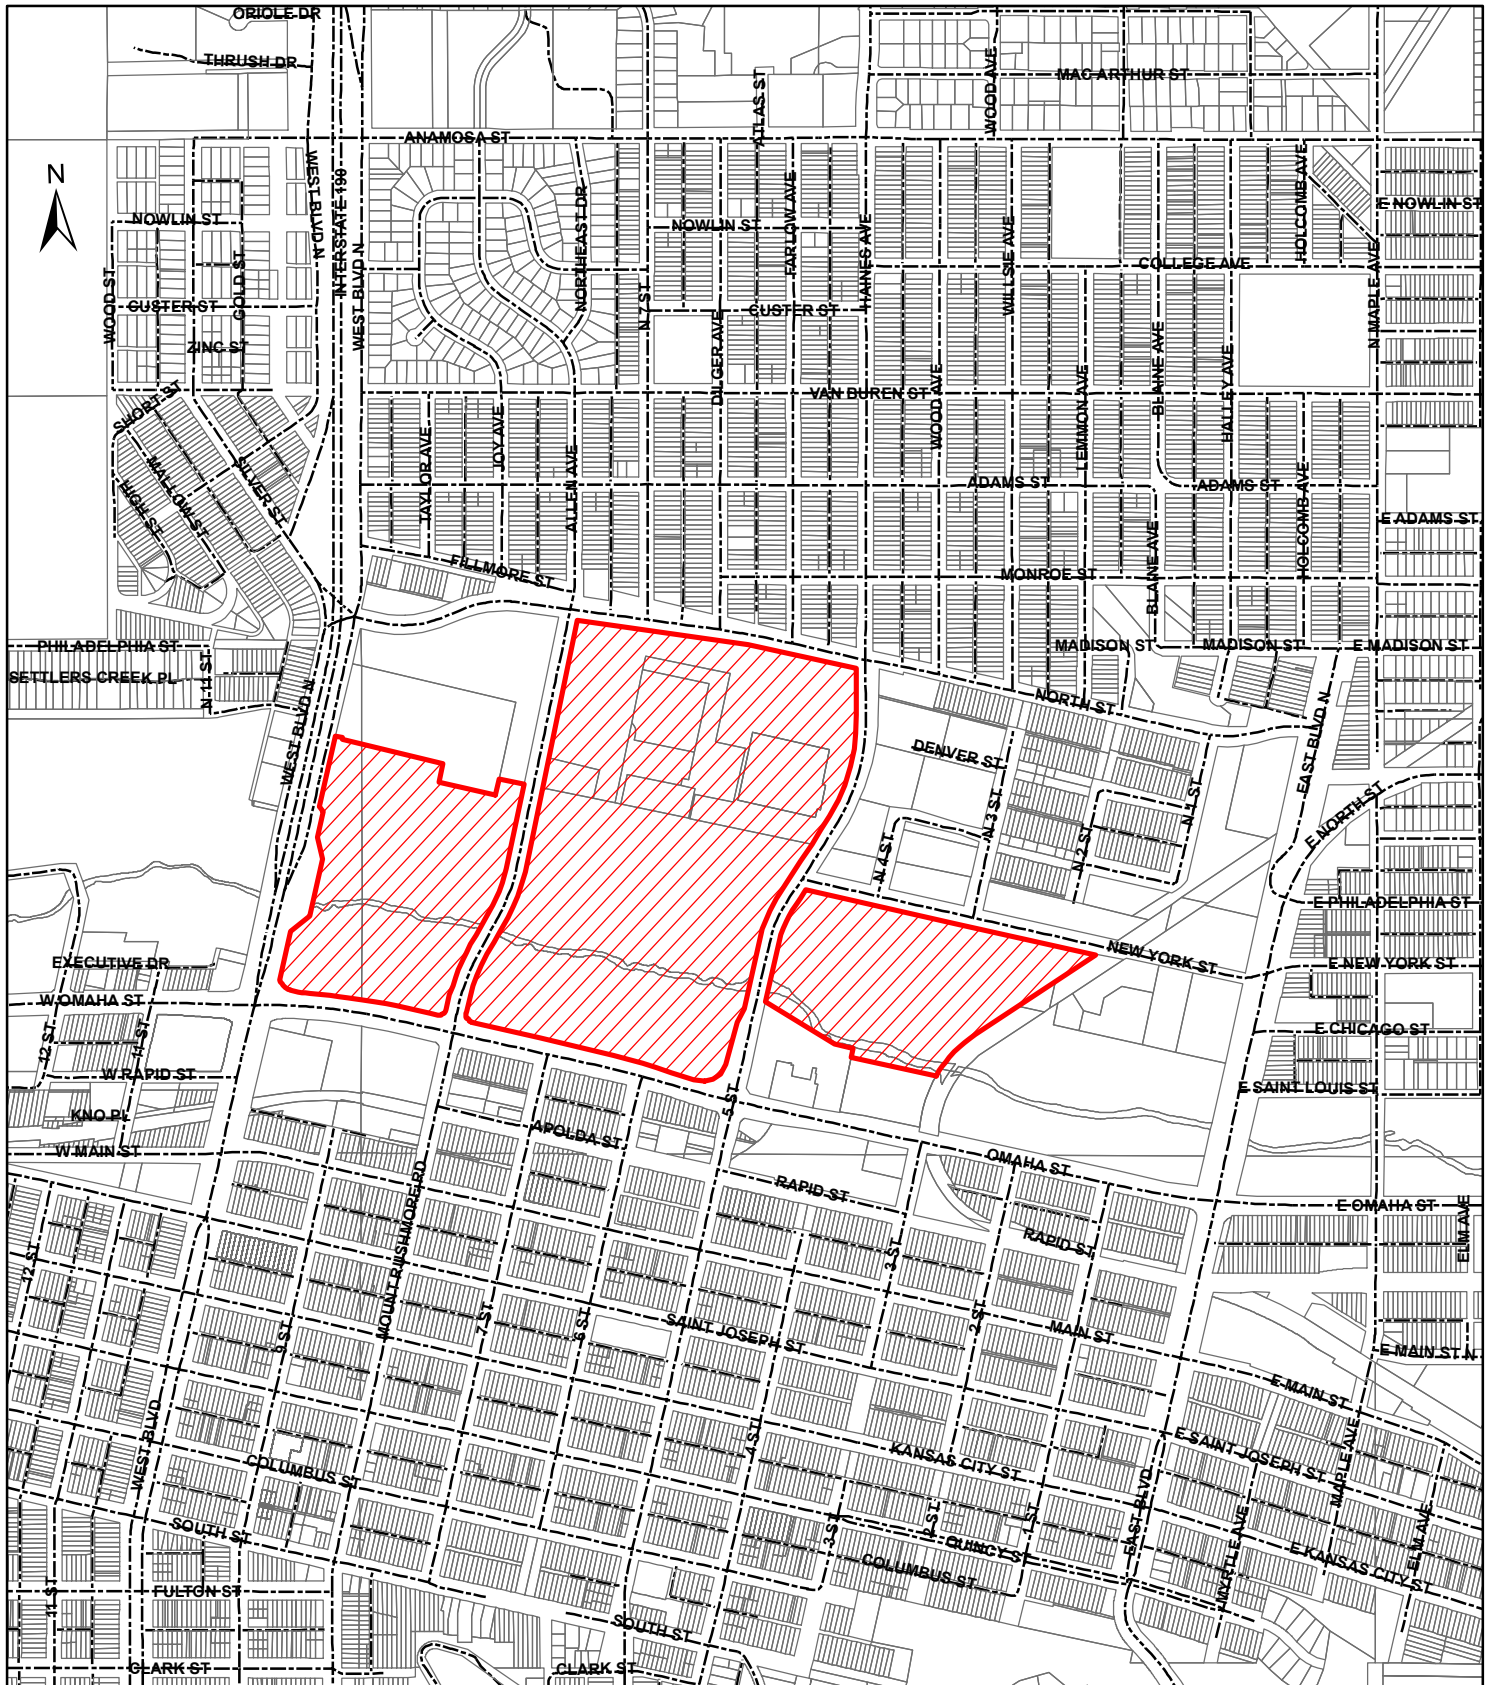 ORIOLE DR
THRUSH DR
MAC ARTHUR ST
WOOD AVE
ATLAS ST
ANAMOSA ST
N
WEST BLVD N
INTERSTATE 190
WEST BLVD N
NORTHEAST DR
FARLOW AVE
HAINES AVE
WILLSIE AVE
HOLCOMB AVE
E NOWLIN ST
NOWLIN ST
NOWLIN ST
COLLEGE AVE
N MAPLE AVE
WOOD ST
GOLD ST
CUSTER ST
N 7 ST
CUSTER ST
ZINC ST
DILGER AVE
BLAINE AVE
HALLEY AVE
VAN BUREN ST
SHORT ST
WOOD AVE
LEMMON AVE
TAYLOR AVE
JOY AVE
ALLEN AVE
MALLOW ST
SILVER ST
HIGH ST
ADAMS ST
ADAMS ST
HOLCOMB AVE
E ADAMS ST
BLAINE AVE
FILLMORE ST
MONROE ST
PHILADELPHIA ST
MADISON ST
MADISON ST
E MADISON ST
SETTLERS CREEK PL
N 11 ST
WEST BLVD N
NORTH ST
EAST BLVD N
DENVER ST
N 3 ST
N 1 ST
N 2 ST
N 4 ST
E NORTH ST
E PHILADELPHIA ST
NEW YORK ST
E NEW YORK ST
EXECUTIVE DR
W OMAHA ST
12 ST
11 ST
E CHICAGO ST
W RAPID ST
E SAINT LOUIS ST
KNO PL
5 ST
APOLDA ST
W MAIN ST
OMAHA ST
RAPID ST
E OMAHA ST
MOUNT RUSHMORE RD
RAPID ST
ELM AVE
12 ST
3 ST
9 ST
7 ST
6 ST
SAINT JOSEPH ST
2 ST
MAIN ST
E MAIN ST N
E MAIN ST
WEST BLVD
4 ST
KANSAS CITY ST
E SAINT JOSEPH ST
MAPLE AVE
COLUMBUS ST
EAST BLVD
SOUTH ST
3 ST
2 ST
1 ST
QUINCY ST
MYRTLE AVE
ELM AVE
E KANSAS CITY ST
COLUMBUS ST
11 ST
FULTON ST
SOUTH ST
CLARK ST
CLARK ST